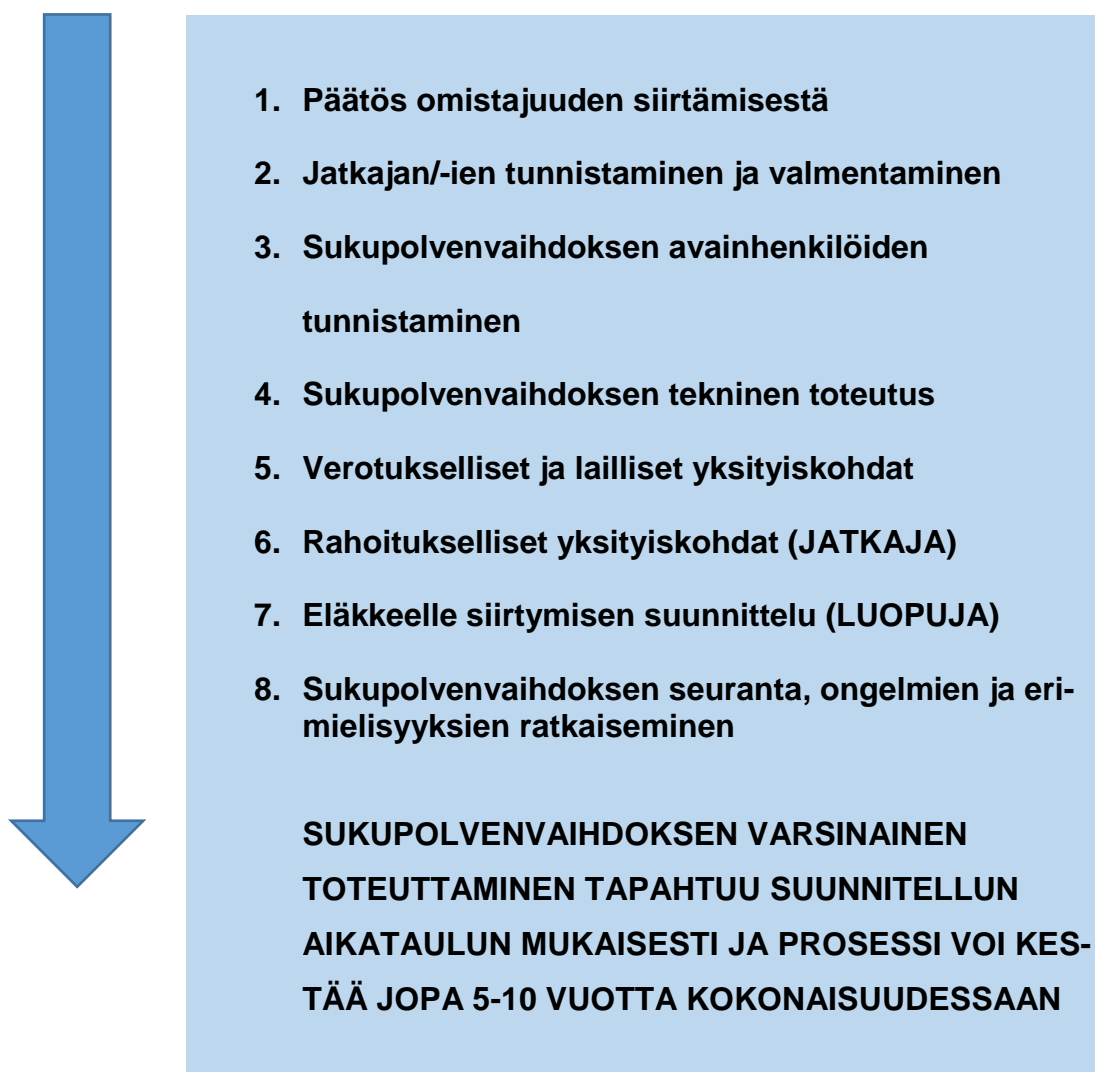 1. Päätös omistajuuden siirtämisestä
2. Jatkajan/-ien tunnistaminen ja valmentaminen
3. Sukupolvenvaihdoksen avainhenkilöiden
tunnistaminen
4. Sukupolvenvaihdoksen tekninen toteutus
5. Verotukselliset ja lailliset yksityiskohdat
6. Rahoitukselliset yksityiskohdat (JATKAJA)
7. Eläkkeelle siirtymisen suunnittelu (LUOPUJA)
8. Sukupolvenvaihdoksen seuranta, ongelmien ja eri-
mielisyyksien ratkaiseminen
SUKUPOLVENVAIHDOKSEN VARSINAINEN
TOTEUTTAMINEN TAPAHTUU SUUNNITELLUN
AIKATAULUN MUKAISESTI JA PROSESSI VOI KES-
TÄÄ JOPA 5-10 VUOTTA KOKONAISUUDESSAAN